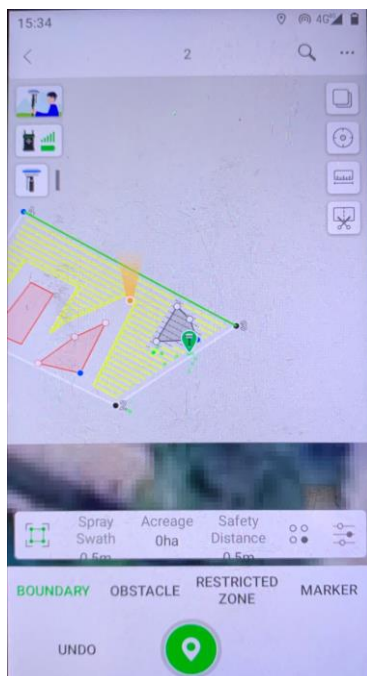 15:34
4G
2
2
Spray
Swath
0.5m
Acreage
0ha
Safety
Distance
0.5m
BOUNDARY
OBSTACLE
RESTRICTED
ZONE
MARKER
UNDO